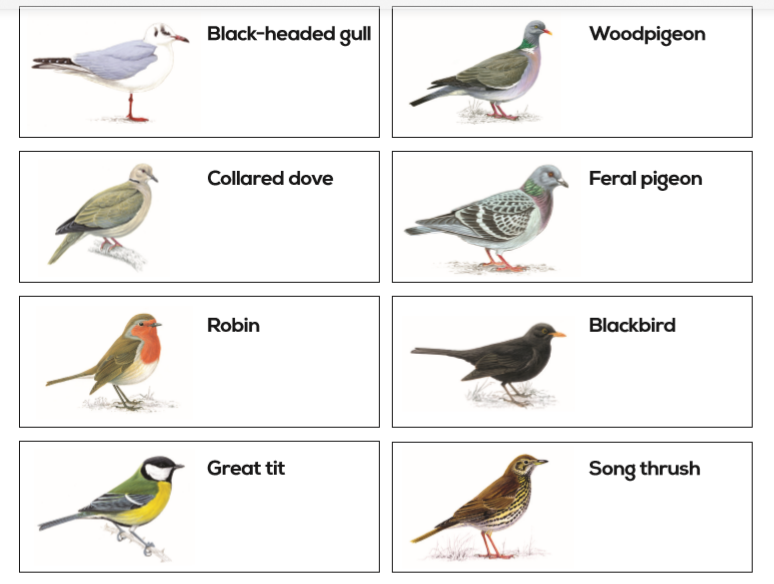 Black-headed gull
Woodpigeon
Collared dove
Feral pigeon
Robin
Blackbird
Great tit
Song thrush